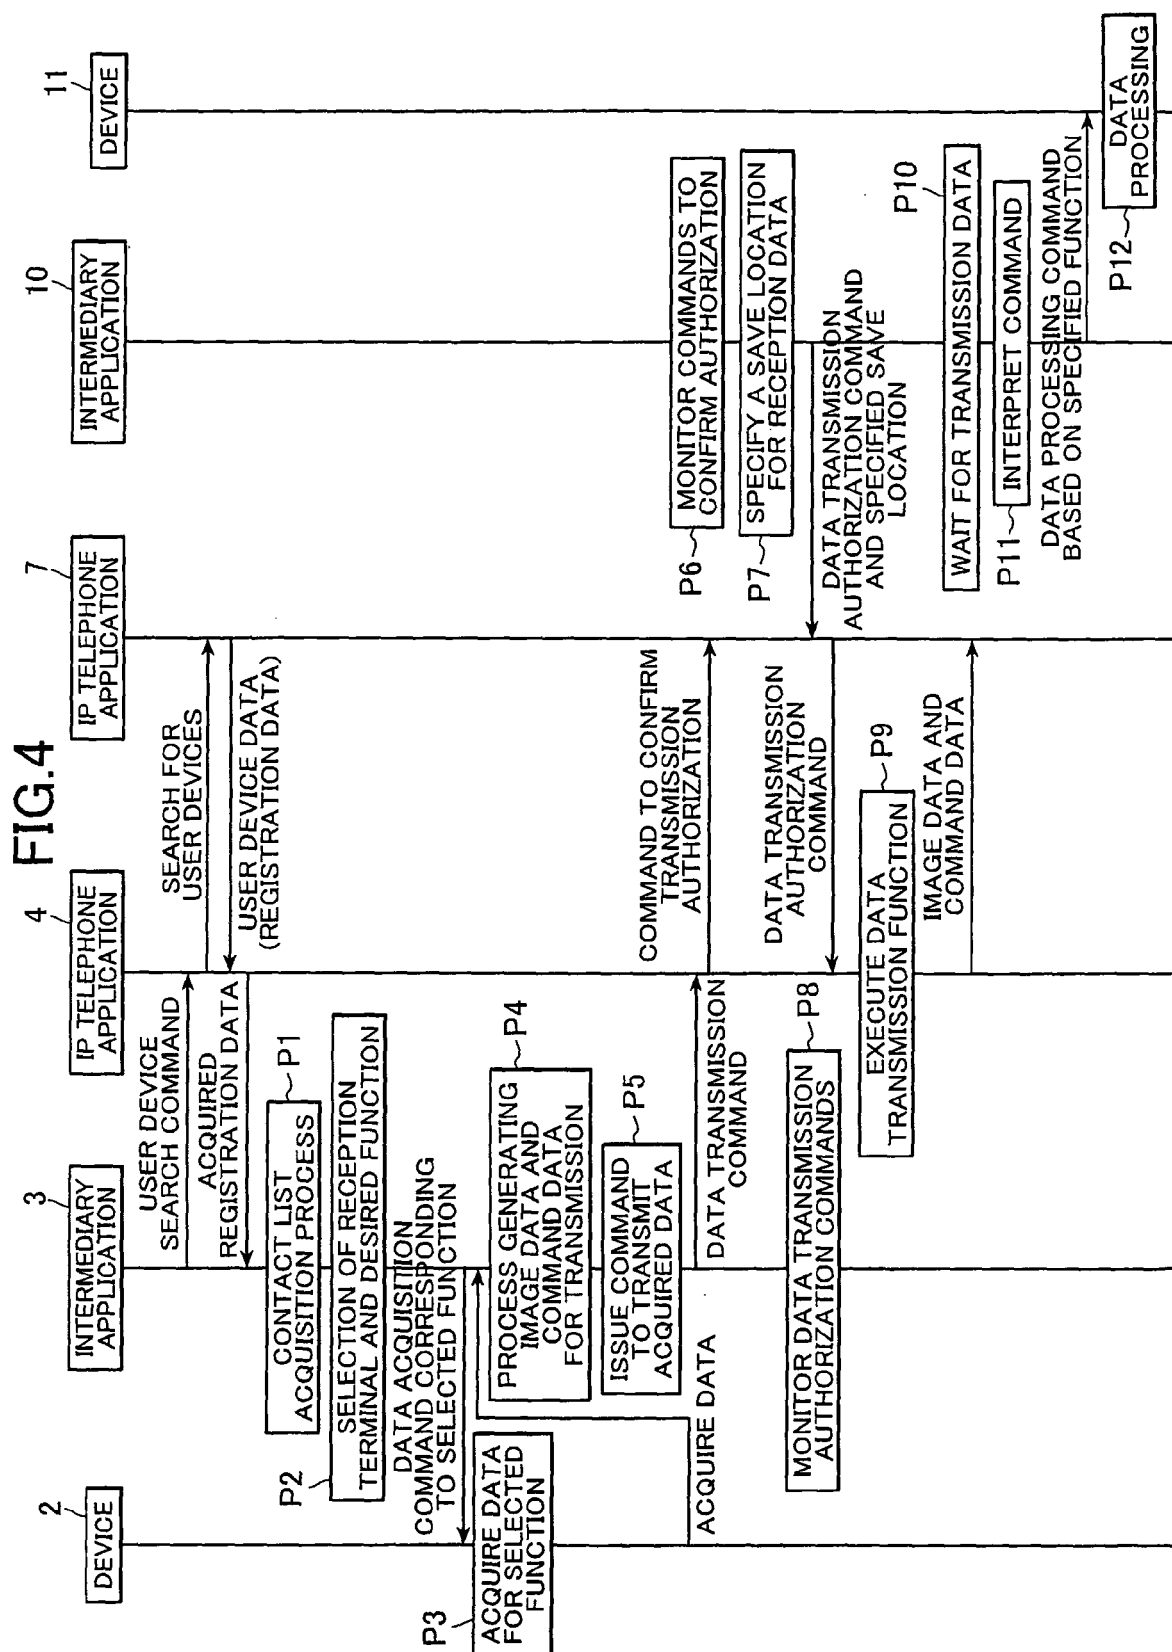 FIG.4
2
DEVICE
3
INTERMEDIARY
APPLICATION
4
IP TELEPHONE
APPLICATION
7
IP TELEPHONE
APPLICATION
10
INTERMEDIARY
APPLICATION
11
DEVICE
USER DEVICE
SEARCH COMMAND
SEARCH FOR
USER DEVICES
USER DEVICE DATA
(REGISTRATION DATA)
ACQUIRED
REGISTRATION DATA
CONTACT LIST
ACQUISITION PROCESS
P1
P2
SELECTION OF RECEPTION
TERMINAL AND DESIRED FUNCTION
DATA ACQUISITION
COMMAND CORRESPONDING
TO SELECTED FUNCTION
P3
ACQUIRE DATA
FOR SELECTED
FUNCTION
PROCESS GENERATING
IMAGE DATA AND
COMMAND DATA
FOR TRANSMISSION
P4
ISSUE COMMAND
TO TRANSMIT
ACQUIRED DATA
P5
ACQUIRE DATA
DATA TRANSMISSION
COMMAND
COMMAND TO CONFIRM
TRANSMISSION
AUTHORIZATION
P6
MONITOR COMMANDS TO
CONFIRM AUTHORIZATION
P7
SPECIFY A SAVE LOCATION
FOR RECEPTION DATA
DATA TRANSMISSION
AUTHORIZATION COMMAND
AND SPECIFIED SAVE
LOCATION
DATA TRANSMISSION
AUTHORIZATION
COMMAND
MONITOR DATA TRANSMISSION
AUTHORIZATION COMMANDS
P8
EXECUTE DATA
TRANSMISSION FUNCTION
P9
IMAGE DATA AND
COMMAND DATA
WAIT FOR TRANSMISSION DATA
P10
P11
INTERPRET COMMAND
DATA PROCESSING COMMAND
BASED ON SPECIFIED FUNCTION
P12
DATA
PROCESSING